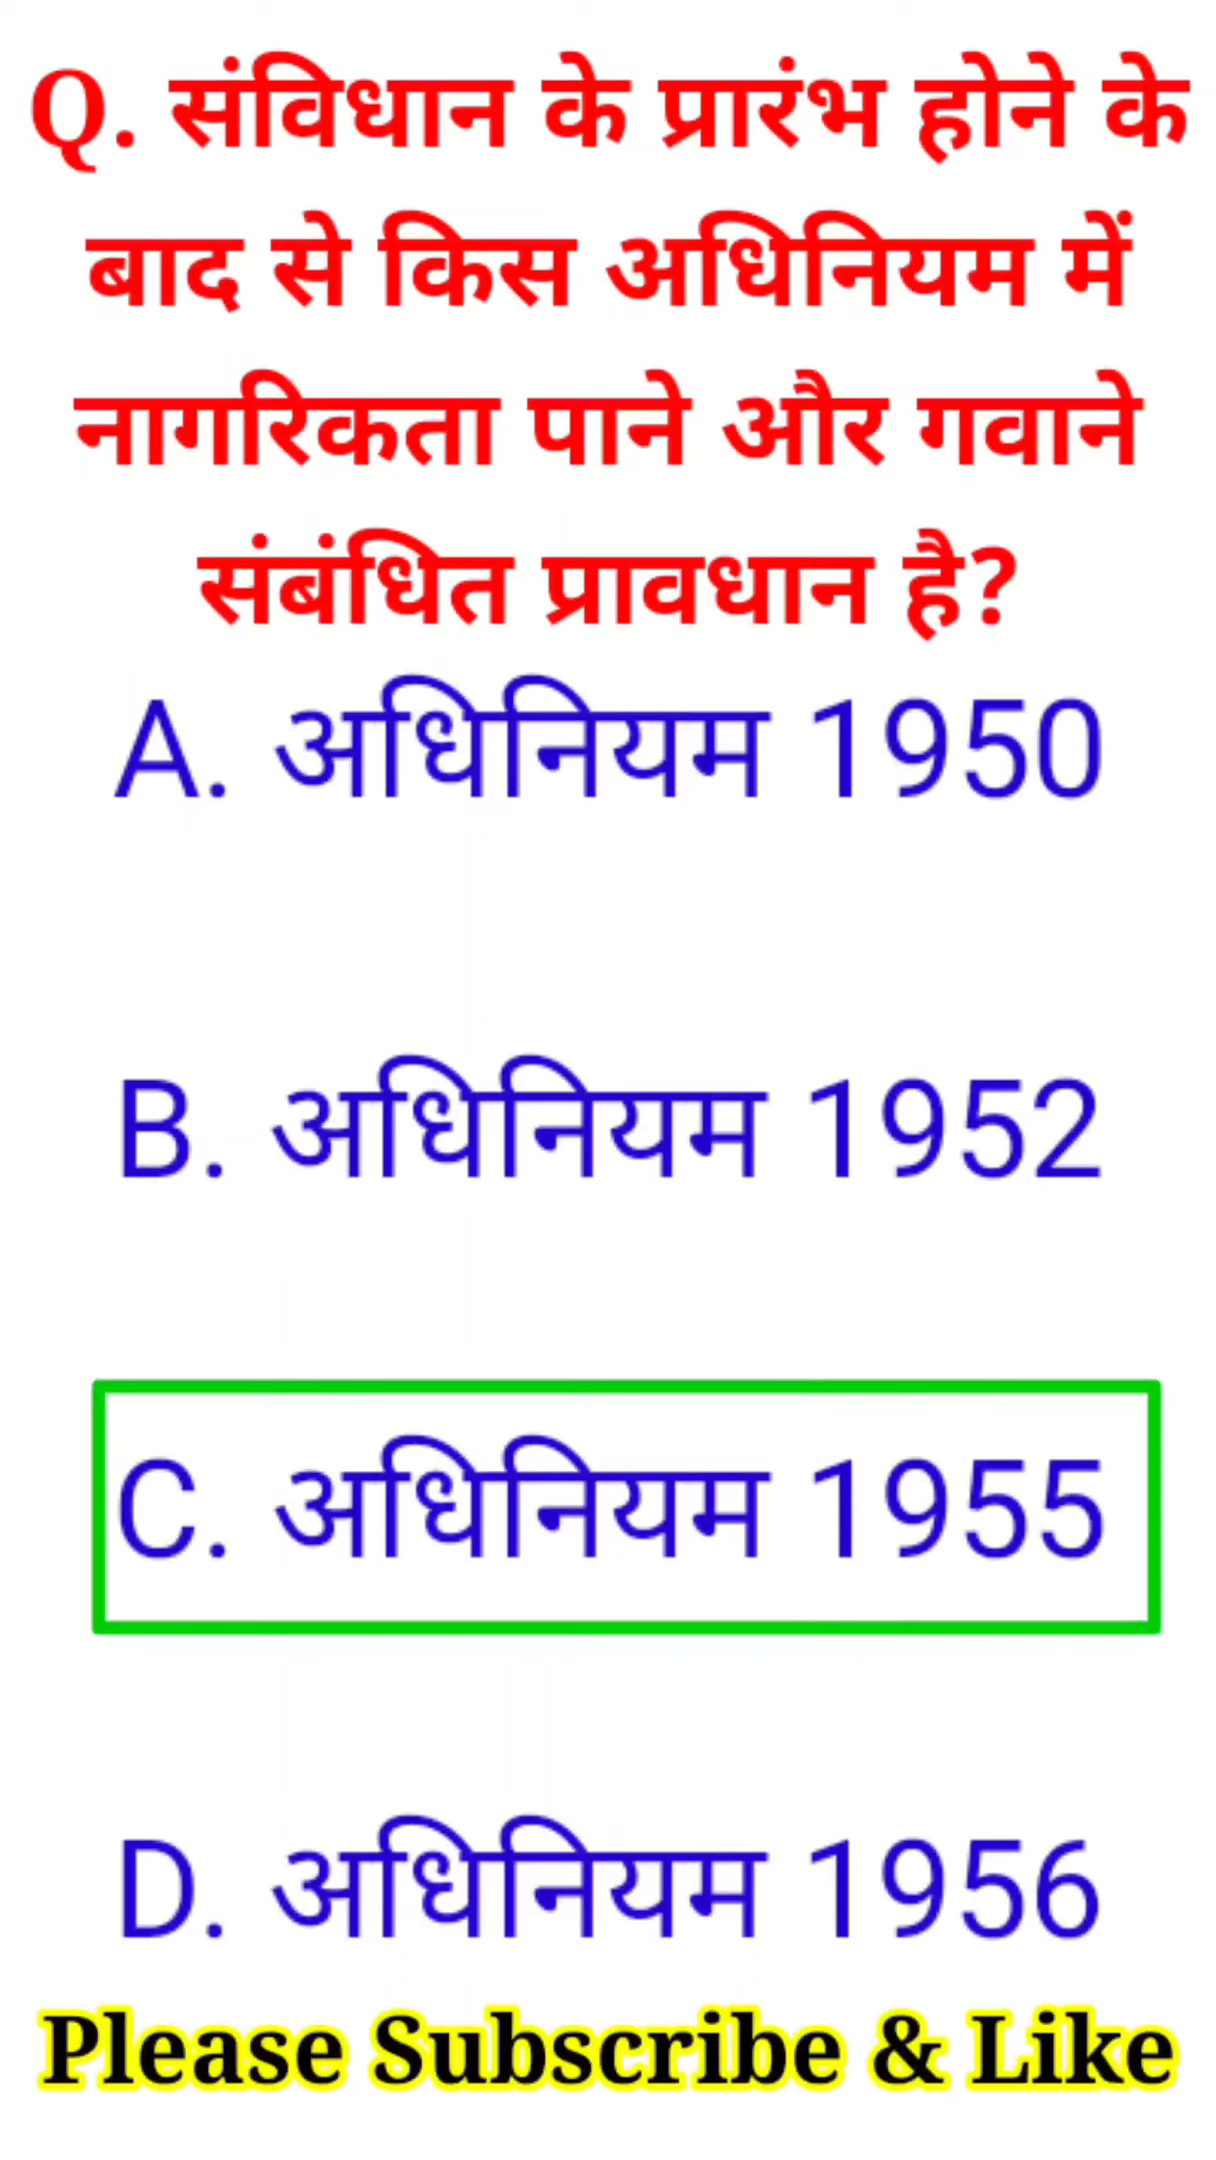 Q. संविधान के प्रारंभ होने के
बाद से किस अधिनियम में
नागरिकता पाने और गवाने
संबंधित प्रावधान है?
A. अधिनियम 1950
B. अधिनियम 1952
C. अधिनियम 1955
D. अधिनियम 1956
Please Subscribe & Like